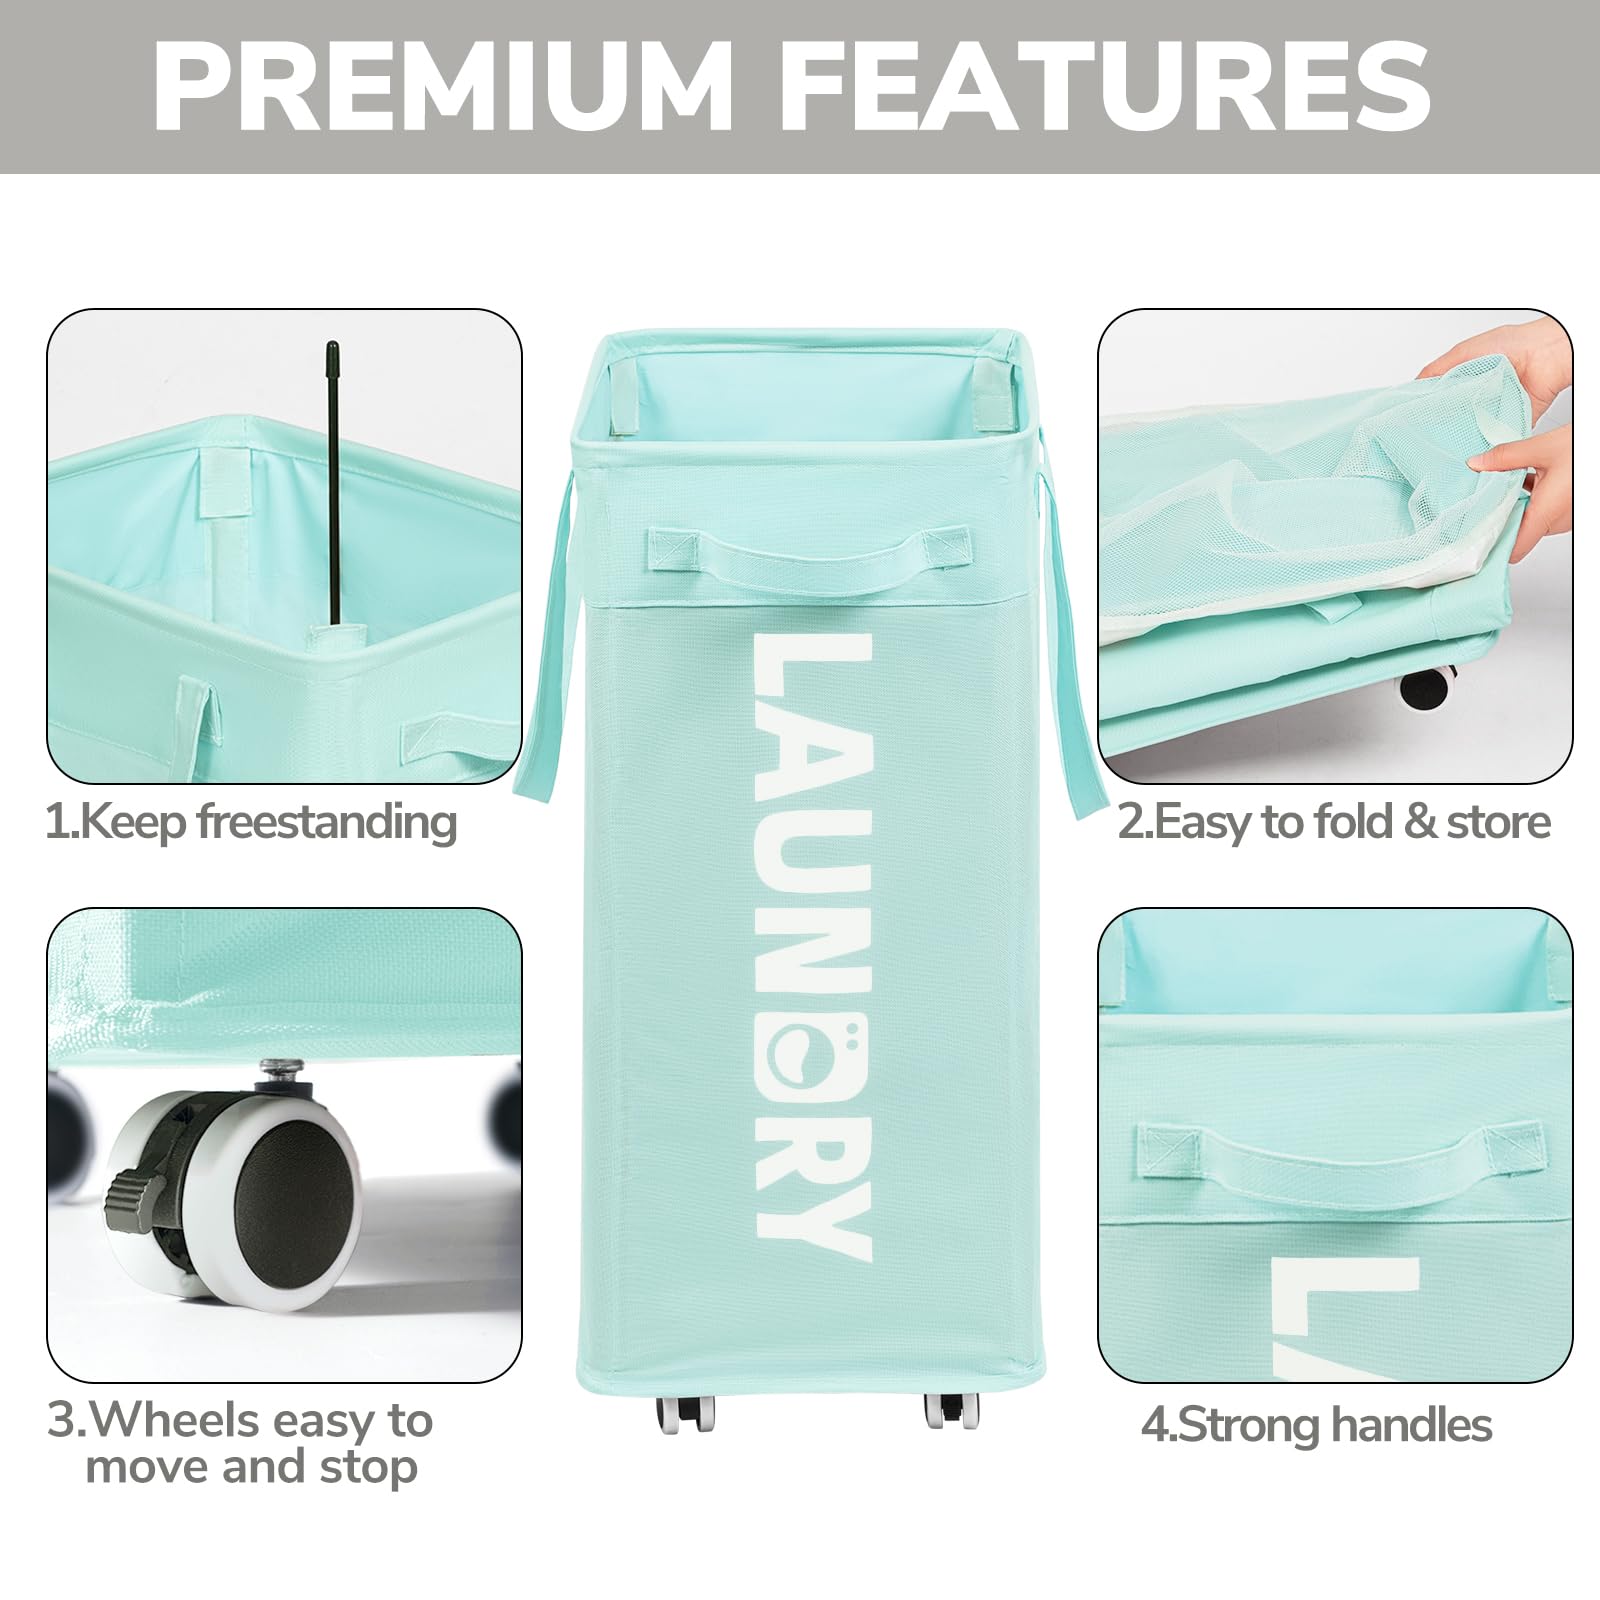 PREMIUM FEATURES
1.Keep freestanding
2.Easy to fold & store
LAUNDRY
3.Wheels easy to
move and stop
LA
4.Strong handles